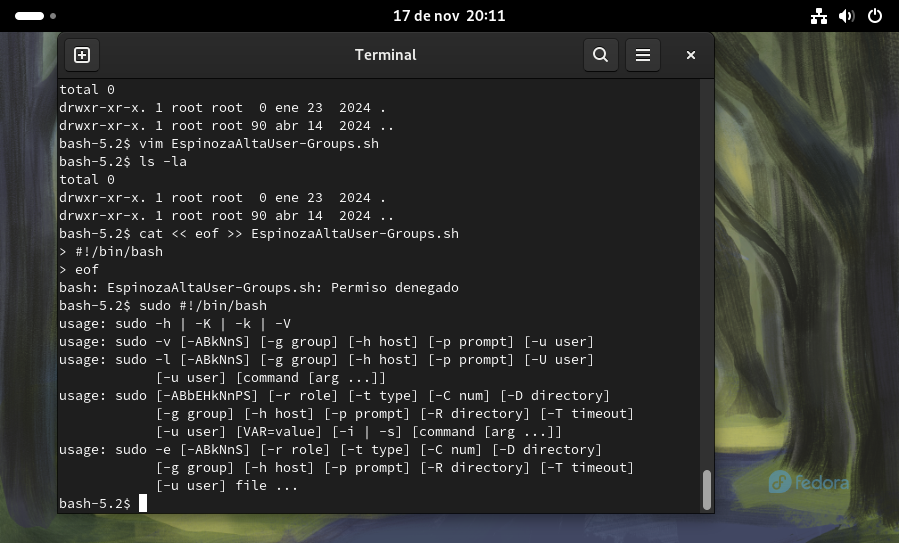 17 de nov 20:11
Terminal
total 0
drwxr-xr-x. 1 root root  0 ene 23  2024 .
drwxr-xr-x. 1 root root 90 abr 14  2024 ..
bash-5.2$ vim EspinozaAltaUser-Groups.sh
bash-5.2$ ls -la
total 0
drwxr-xr-x. 1 root root  0 ene 23  2024 .
drwxr-xr-x. 1 root root 90 abr 14  2024 ..
bash-5.2$ cat << eof >> EspinozaAltaUser-Groups.sh
> #!/bin/bash
> eof
bash: EspinozaAltaUser-Groups.sh: Permiso denegado
bash-5.2$ sudo #!/bin/bash
usage: sudo -h | -K | -k | -V
usage: sudo -v [-ABkNnS] [-g group] [-h host] [-p prompt] [-u user]
usage: sudo -l [-ABkNnS] [-g group] [-h host] [-p prompt] [-U user]
            [-u user] [command [arg ...]]
usage: sudo [-ABbEHkNnPS] [-r role] [-t type] [-C num] [-D directory]
            [-g group] [-h host] [-p prompt] [-R directory] [-T timeout]
            [-u user] [VAR=value] [-i | -s] [command [arg ...]]
usage: sudo -e [-ABkNnS] [-r role] [-t type] [-C num] [-D directory]
            [-g group] [-h host] [-p prompt] [-R directory] [-T timeout]
            [-u user] file ...
bash-5.2$
fedora